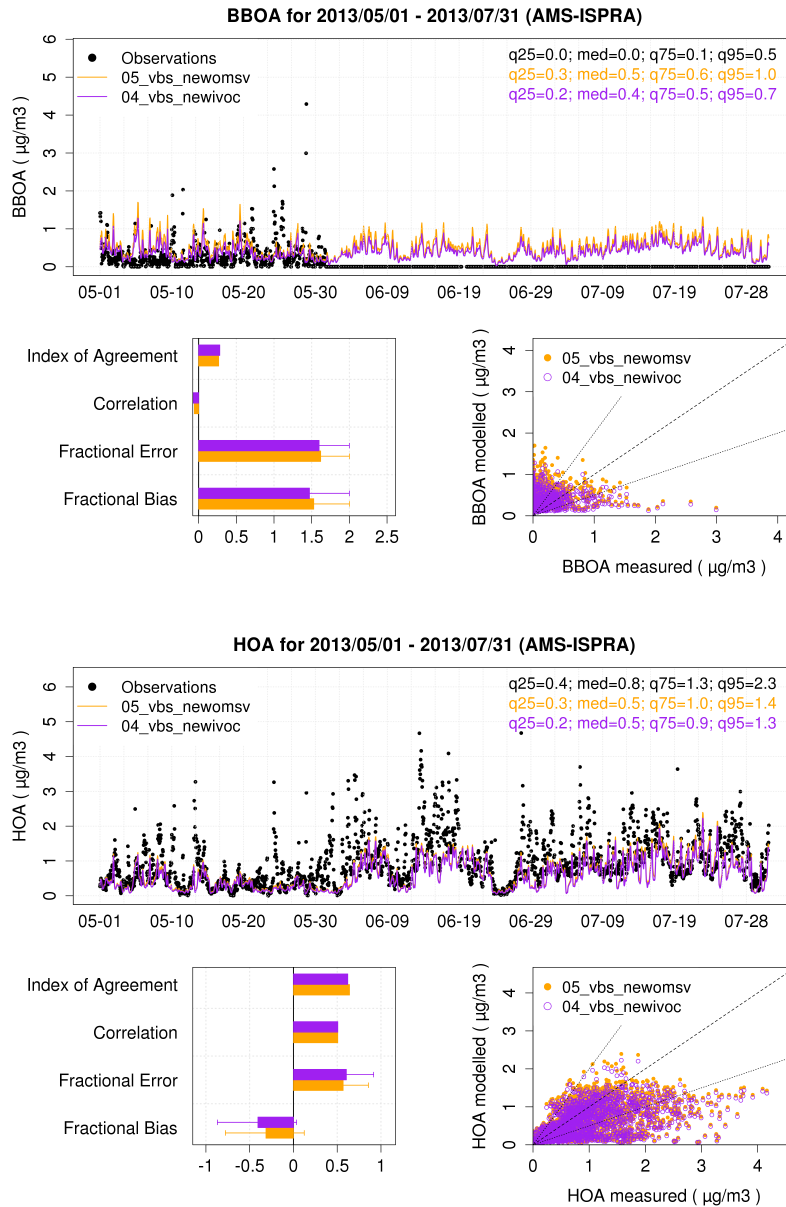 BBOA for 2013/05/01 - 2013/07/31 (AMS-ISPRA)
BBOA ( µg/m3 )
6
5
4
3
2
1
0
Observations
05_vbs_newomsv
04_vbs_newivoc
q25=0.0; med=0.0; q75=0.1; q95=0.5
q25=0.3; med=0.5; q75=0.6; q95=1.0
q25=0.2; med=0.4; q75=0.5; q95=0.7
05-01 05-10 05-20 05-30 06-09 06-19 06-29 07-09 07-19 07-28
Index of Agreement
Correlation
Fractional Error
Fractional Bias
0 0.5 1 1.5 2 2.5
BBOA modelled ( µg/m3 )
4
3
2
1
0
05_vbs_newomsv
04_vbs_newivoc
0 1 2 3 4
BBOA measured ( µg/m3 )
HOA for 2013/05/01 - 2013/07/31 (AMS-ISPRA)
HOA ( µg/m3 )
6
5
4
3
2
1
0
Observations
05_vbs_newomsv
04_vbs_newivoc
q25=0.4; med=0.8; q75=1.3; q95=2.3
q25=0.3; med=0.5; q75=1.0; q95=1.4
q25=0.2; med=0.5; q75=0.9; q95=1.3
05-01 05-10 05-20 05-30 06-09 06-19 06-29 07-09 07-19 07-28
Index of Agreement
Correlation
Fractional Error
Fractional Bias
-1 -0.5 0 0.5 1
HOA modelled ( µg/m3 )
4
3
2
1
0
05_vbs_newomsv
04_vbs_newivoc
0 1 2 3 4
HOA measured ( µg/m3 )